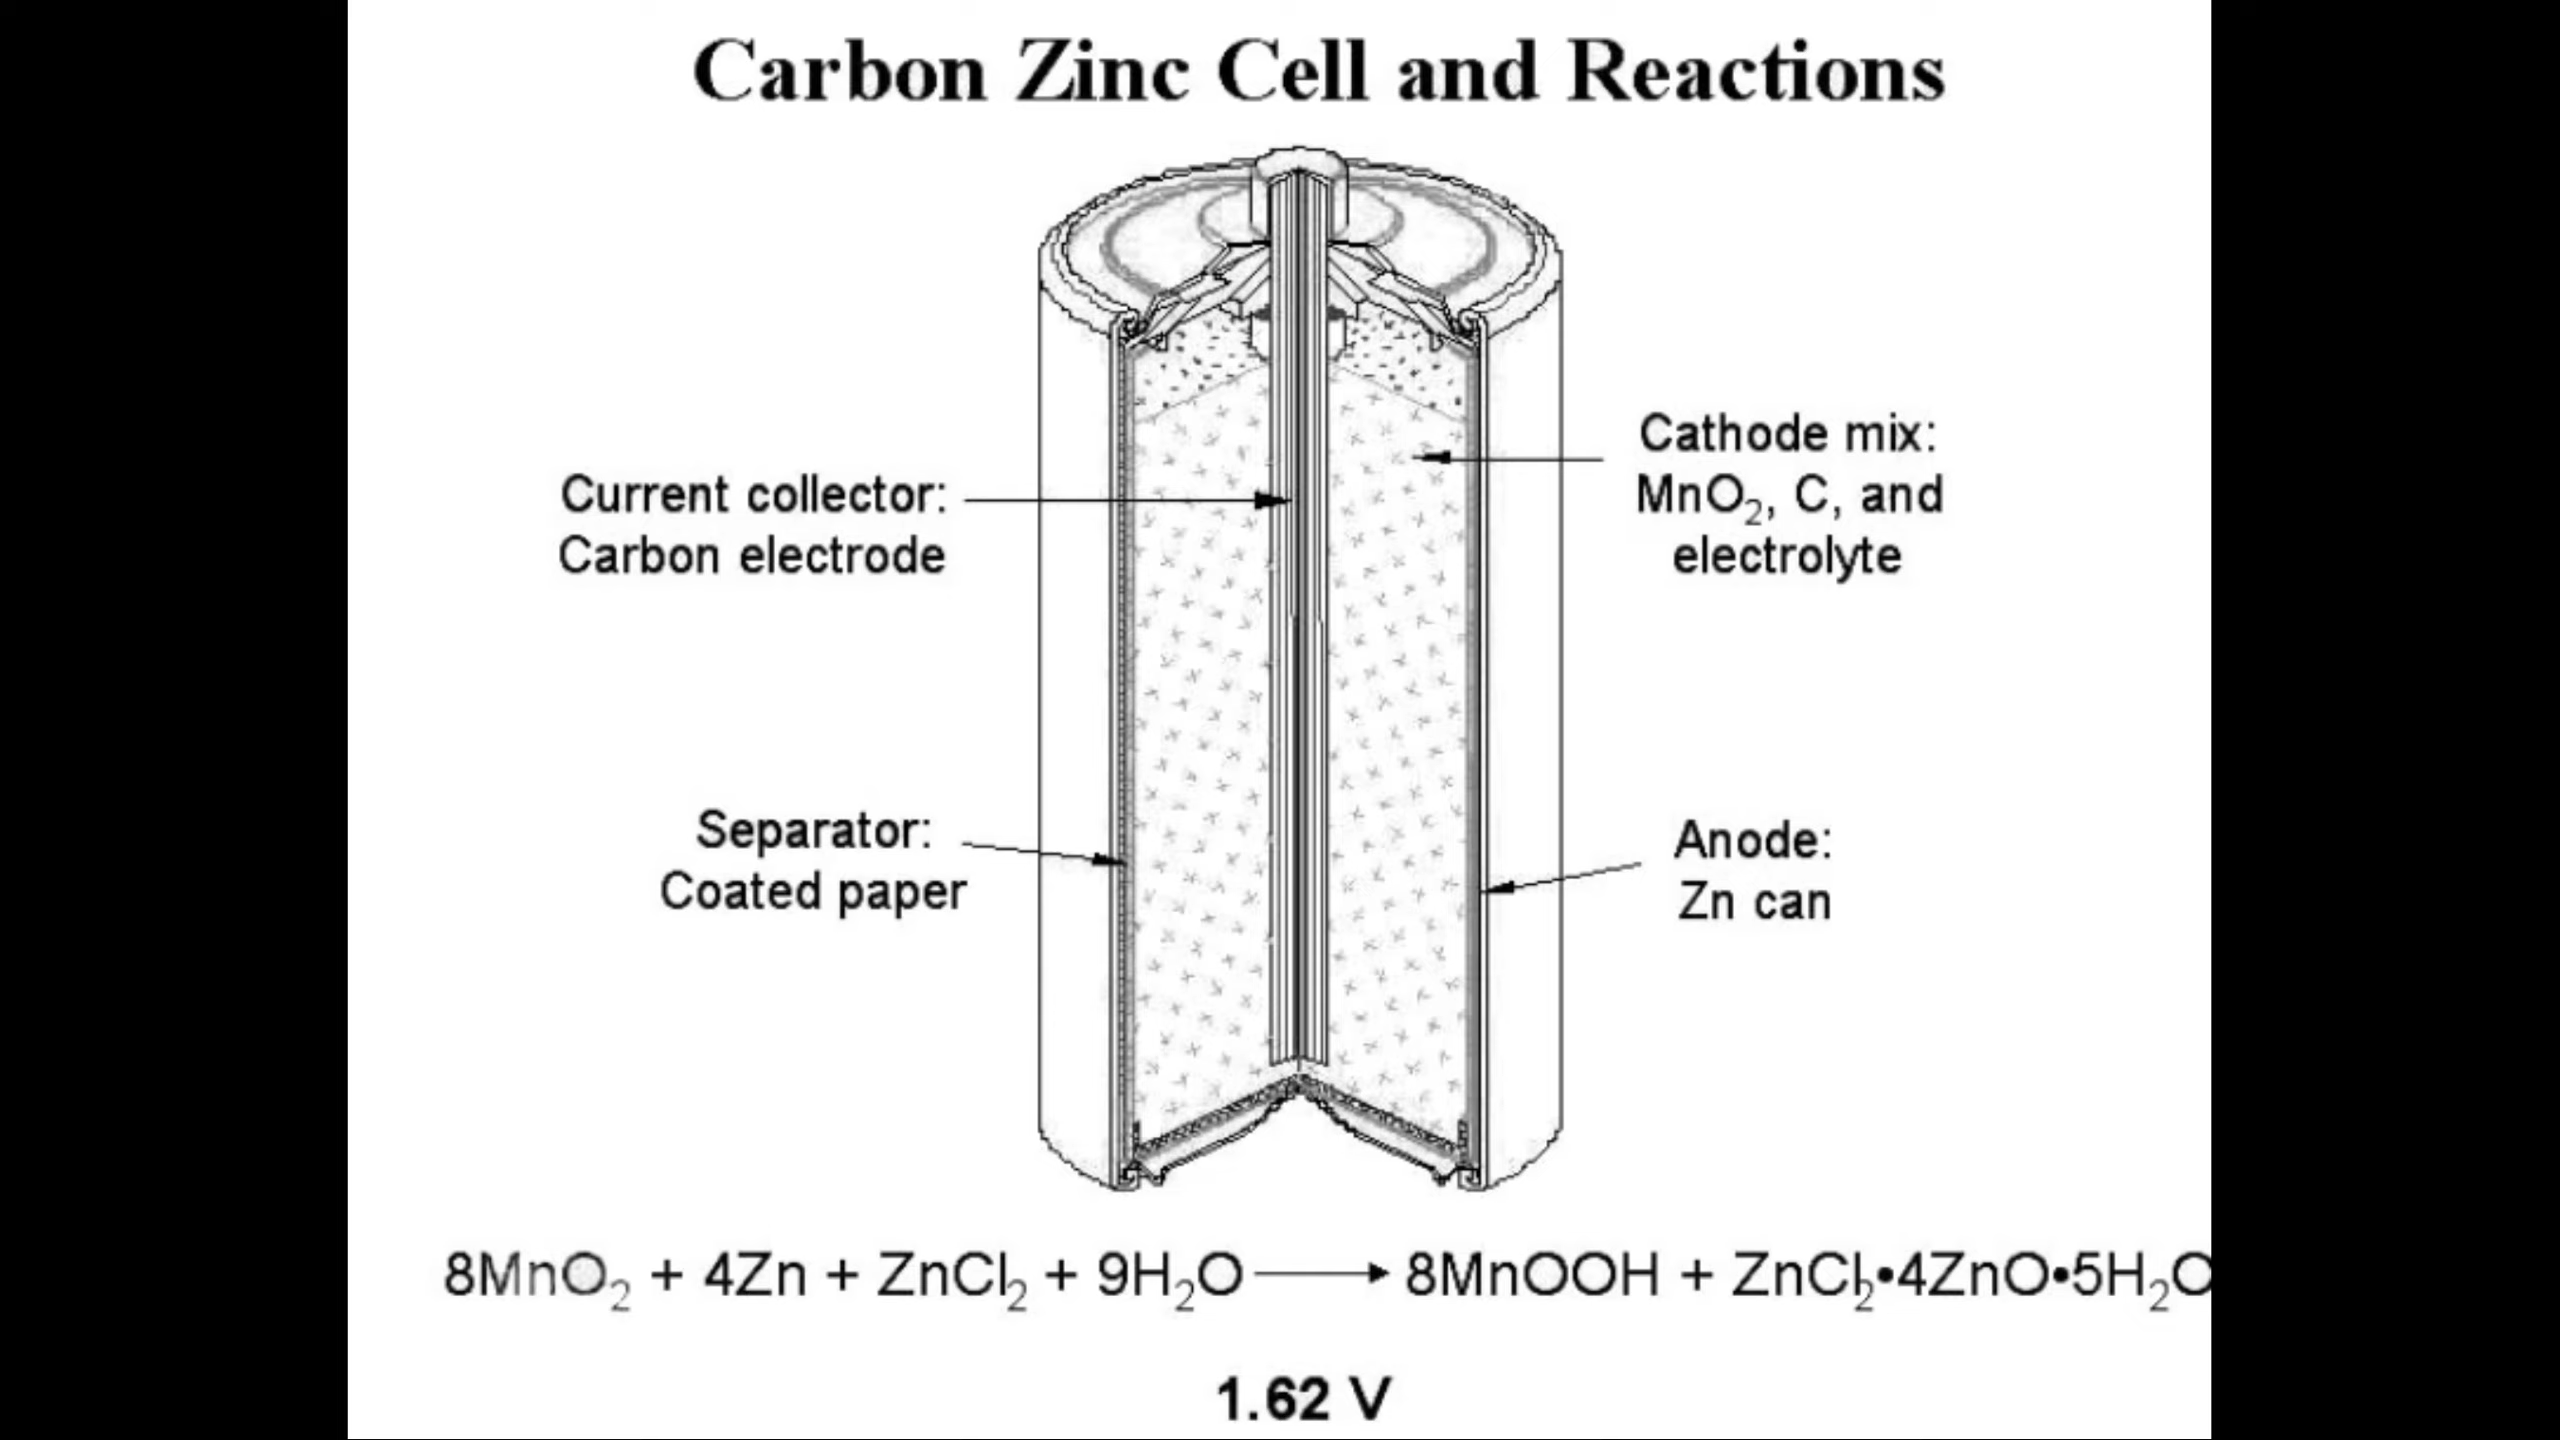 Carbon Zinc Cell and Reactions
Current collector:
Carbon electrode
Cathode mix:
MnO₂, C, and
electrolyte
Separator:
Coated paper
Anode:
Zn can
8MnO₂ + 4Zn + ZnCl₂ + 9H₂O ⟶ 8MnOOH + ZnCl₂•4ZnO•5H₂O
1.62 V